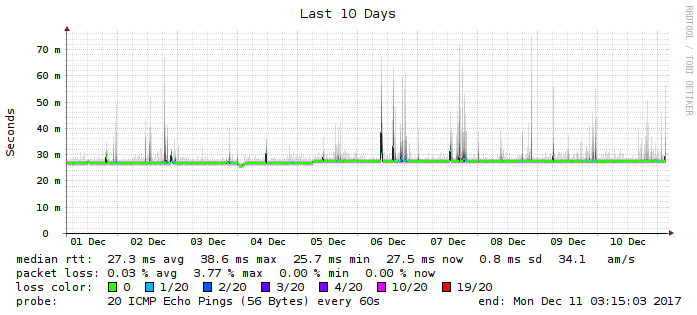 Last 10 Days
RRDTOOL / TOBI OETIKER
Seconds
70 m
60 m
50 m
40 m
30 m
20 m
10 m
0
01 Dec 02 Dec 03 Dec 04 Dec 05 Dec 06 Dec 07 Dec 08 Dec 09 Dec 10 Dec
median rtt: 27.3 ms avg 38.6 ms max 25.7 ms min 27.5 ms now 0.8 ms sd 34.1 am/s
packet loss: 0.03 % avg 3.77 % max 0.00 % min 0.00 % now
loss color: 0 1/20 2/20 3/20 4/20 10/20 19/20
probe: 20 ICMP Echo Pings (56 Bytes) every 60s end: Mon Dec 11 03:15:03 2017